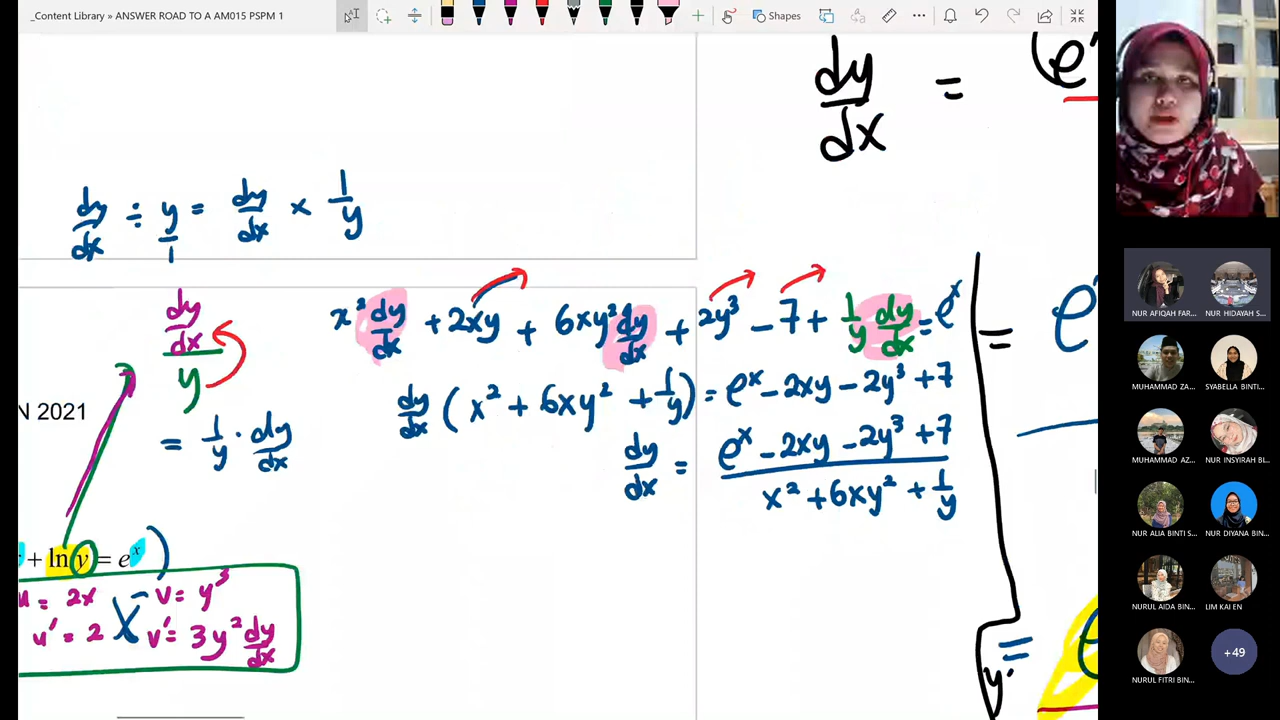 _Content Library » ANSWER ROAD TO A AM015 PSPM 1
Shapes
dy/dx =
(e
dy/dx ÷ y/1 = dy/dx × 1/y
dy/dx / y
= 1/y · dy/dx
x² dy/dx + 2xy + 6xy² dy/dx + 2y³ − 7 + 1/y dy/dx = e^x
dy/dx (x² + 6xy² + 1/y) = e^x − 2xy − 2y³ + 7
dy/dx = (e^x − 2xy − 2y³ + 7) / (x² + 6xy² + 1/y)
= e
N 2021
+ ln y = e^x )
u = 2x v = y³
u' = 2 v' = 3y² dy/dx
=
y'
NUR AFIQAH FAR...
NUR HIDAYAH S...
MUHAMMAD ZA...
SYABELLA BINTI...
MUHAMMAD AZ...
NUR INSYIRAH BI...
NUR ALIA BINTI S...
NUR DIYANA BIN...
NURUL AIDA BIN...
LIM KAI EN
NURUL FITRI BIN...
+49